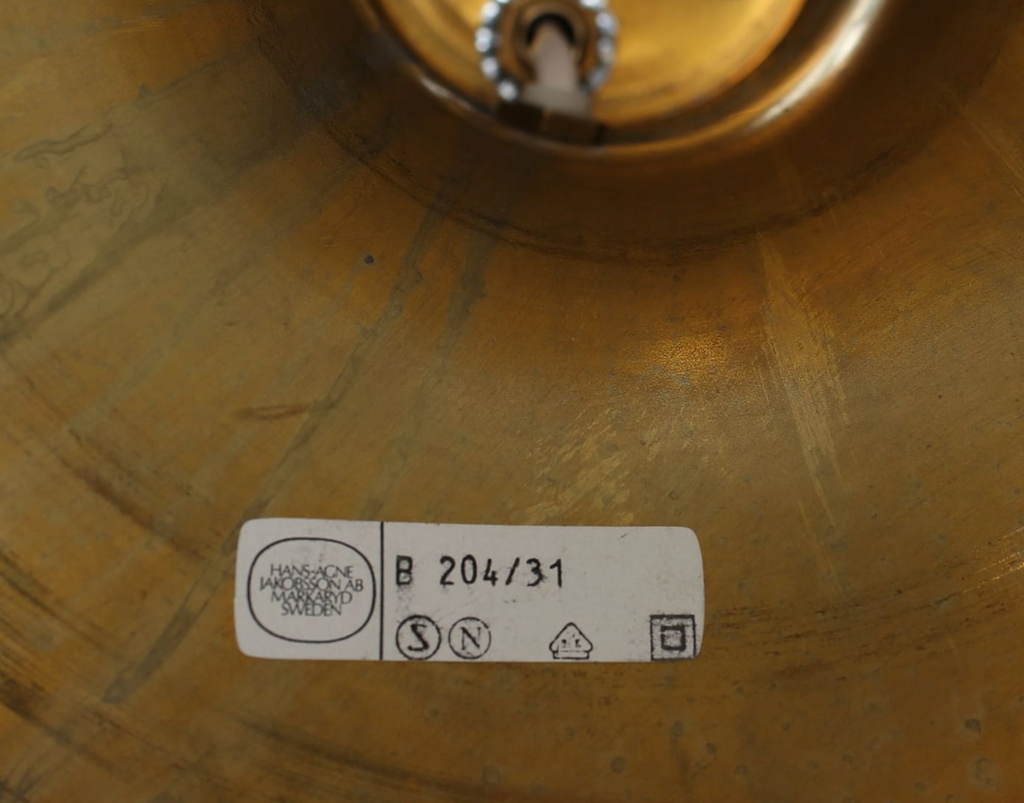 HANS-AGNE
JAKOBSSON AB
MARKARYD
SWEDEN
B 204/31
S N